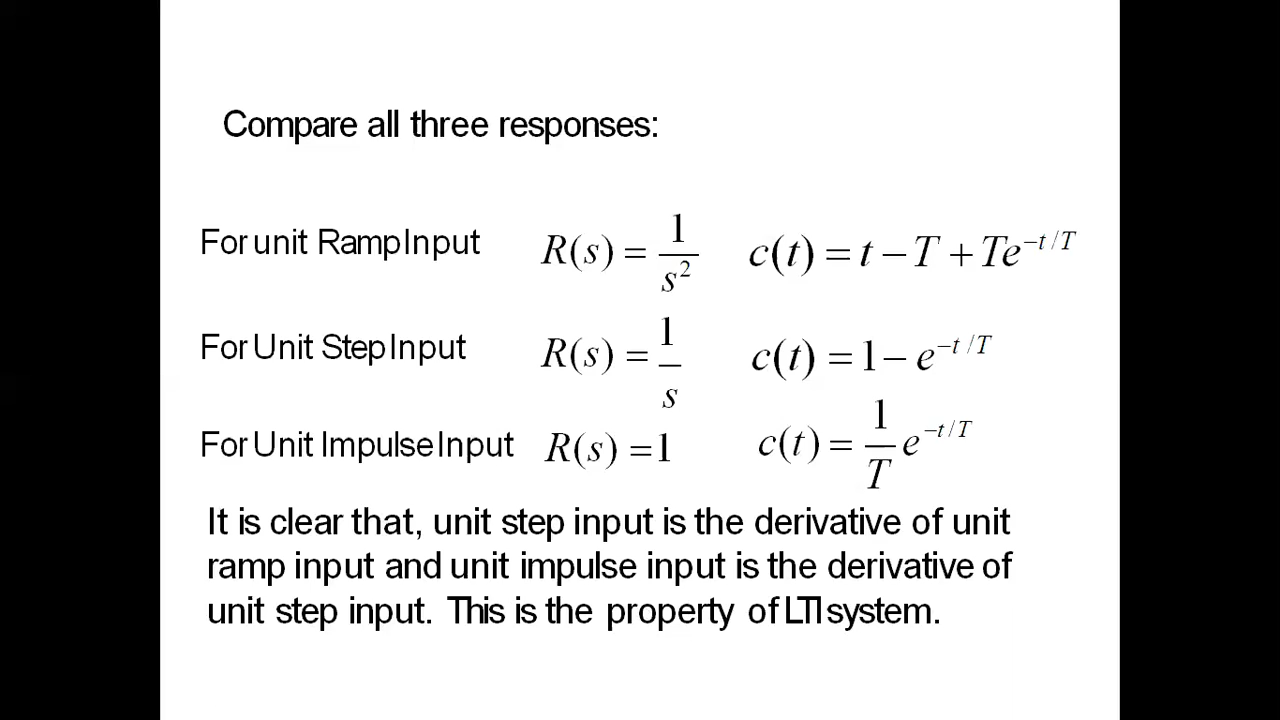 Compare all three responses:
For unit Ramp Input R(s) = 1/s² c(t) = t − T + Te^{−t/T}
For Unit Step Input R(s) = 1/s c(t) = 1 − e^{−t/T}
For Unit Impulse Input R(s) = 1 c(t) = 1/T e^{−t/T}
It is clear that, unit step input is the derivative of unit
ramp input and unit impulse input is the derivative of
unit step input. This is the property of LTI system.